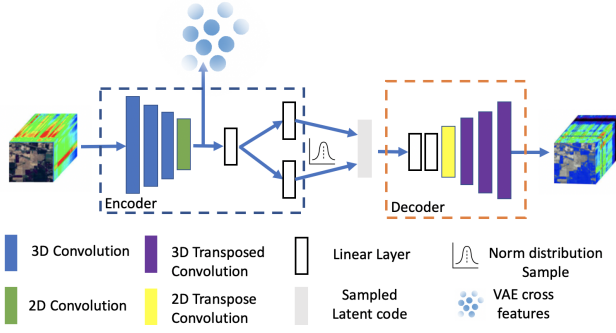 Encoder
Decoder
3D Convolution
3D Transposed
Convolution
Linear Layer
Norm distribution
Sample
2D Convolution
2D Transpose
Convolution
Sampled
Latent code
VAE cross
features